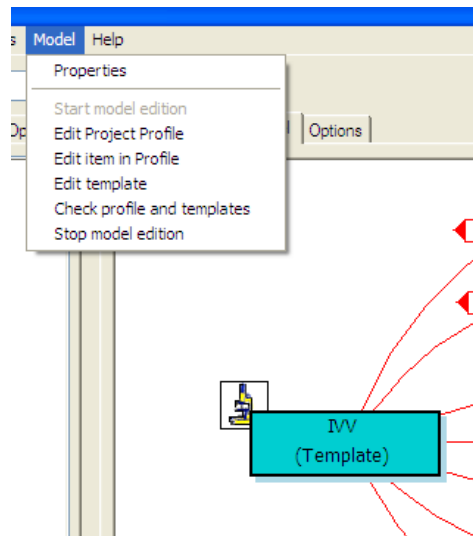 s Model Help
Properties
Start model edition
Edit Project Profile
Edit item in Profile
Edit template
Check profile and templates
Stop model edition
Op
Options
IVV
(Template)